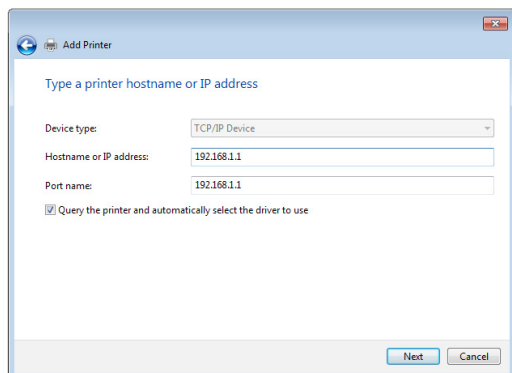 Add Printer
Type a printer hostname or IP address
Device type: TCP/IP Device
Hostname or IP address: 192.168.1.1
Port name: 192.168.1.1
Query the printer and automatically select the driver to use
Next Cancel